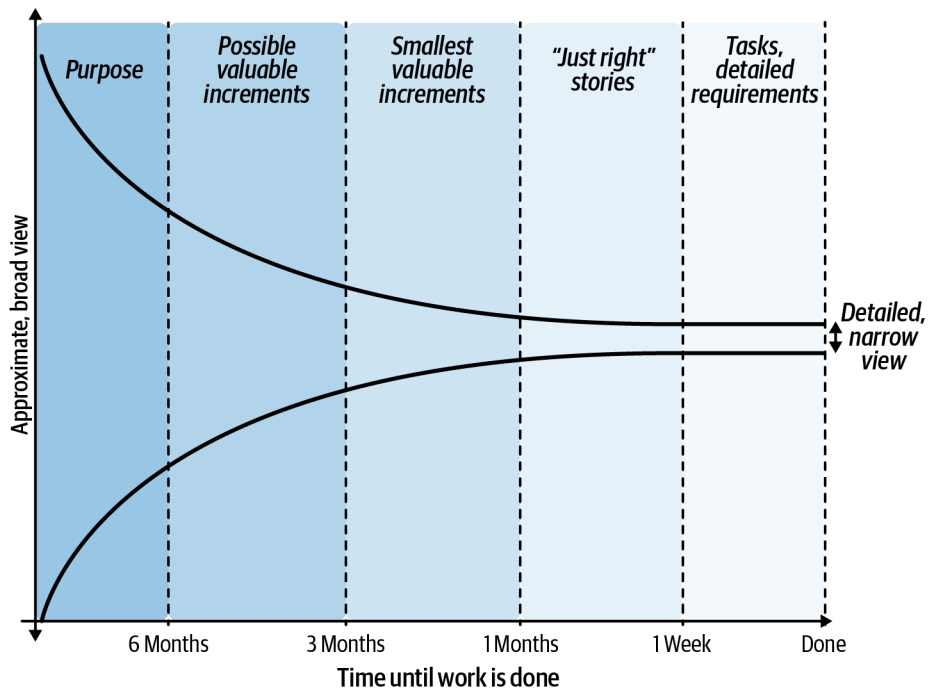 Purpose
Possible
valuable
increments
Smallest
valuable
increments
“Just right”
stories
Tasks,
detailed
requirements
Approximate, broad view
Detailed,
narrow
view
6 Months
3 Months
1 Months
1 Week
Done
Time until work is done